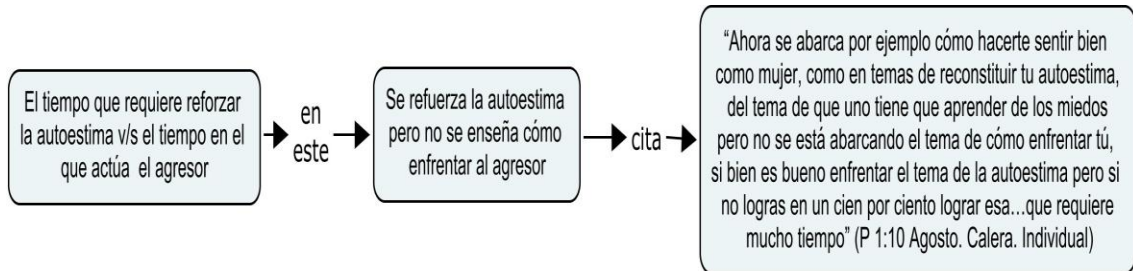 El tiempo que requiere reforzar
la autoestima v/s el tiempo en el
que actúa el agresor
en
este
Se refuerza la autoestima
pero no se enseña cómo
enfrentar al agresor
cita
“Ahora se abarca por ejemplo cómo hacerte sentir bien
como mujer, como en temas de reconstituir tu autoestima,
del tema de que uno tiene que aprender de los miedos
pero no se está abarcando el tema de cómo enfrentar tú,
si bien es bueno enfrentar el tema de la autoestima pero si
no logras en un cien por ciento lograr esa...que requiere
mucho tiempo” (P 1:10 Agosto. Calera. Individual)